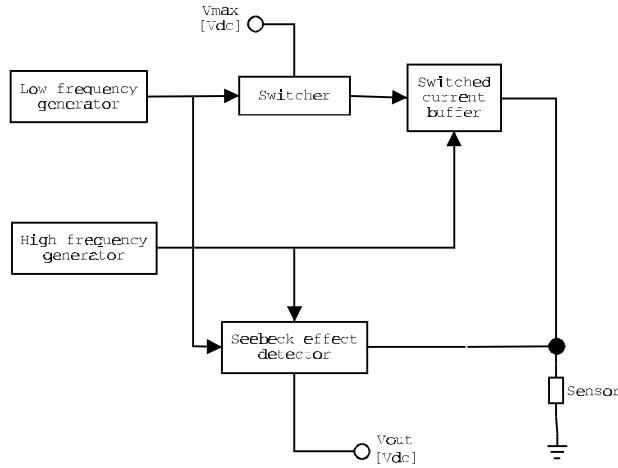 Vmax
[Vdc]
Low frequency
generator
Switcher
Switched
current
buffer
High frequency
generator
Seebeck effect
detector
Sensor
Vout
[Vdc]